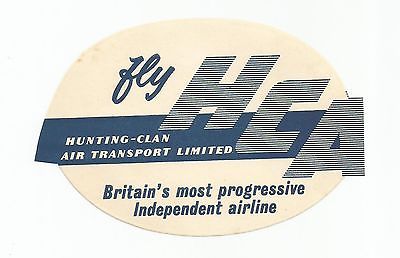 fly HCA
HUNTING-CLAN
AIR TRANSPORT LIMITED
Britain's most progressive
Independent airline